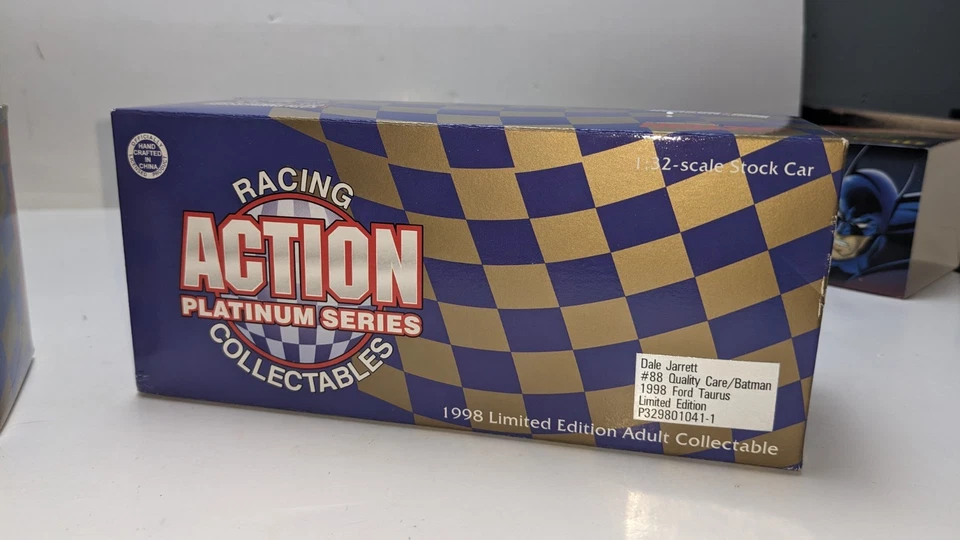 HAND
CRAFTED
IN
CHINA
1:32-scale Stock Car
RACING
ACTION
PLATINUM SERIES
COLLECTABLES
Dale Jarrett
#88 Quality Care/Batman
1998 Ford Taurus
Limited Edition
P329801041-1
1998 Limited Edition Adult Collectable